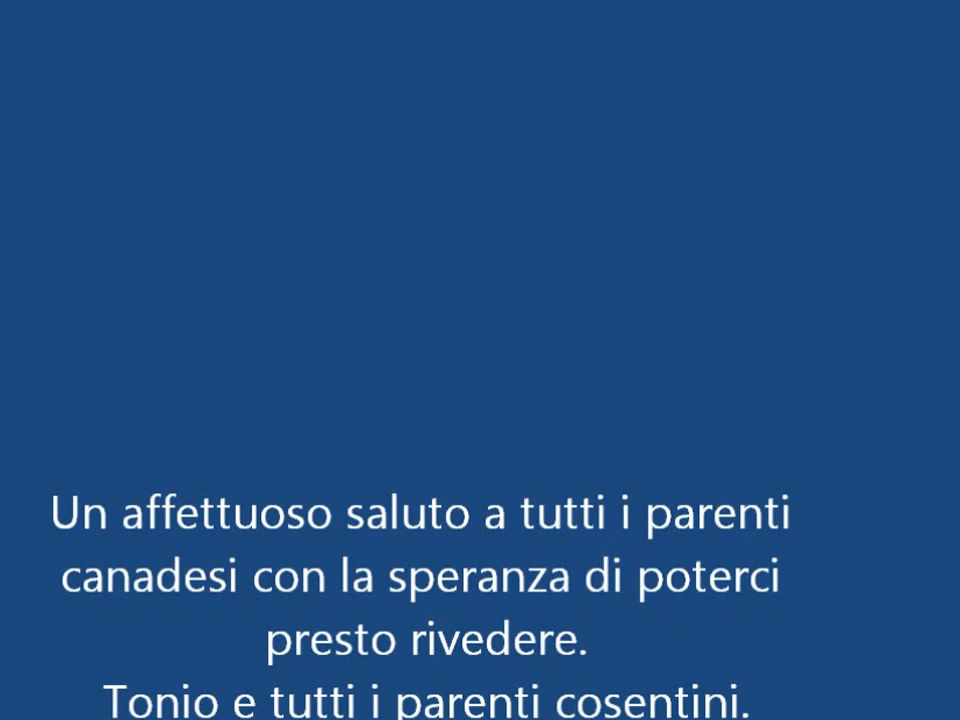 Un affettuoso saluto a tutti i parenti
canadesi con la speranza di poterci
presto rivedere.
Tonio e tutti i parenti cosentini.